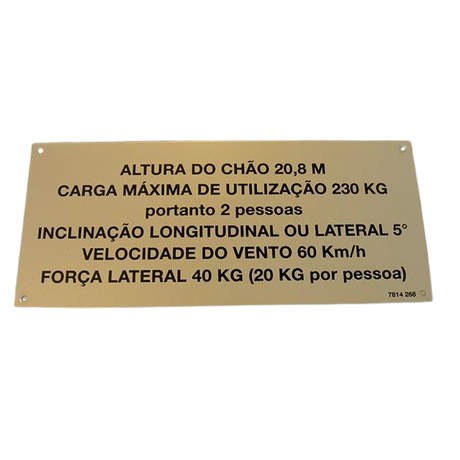 ALTURA DO CHÃO 20,8 M
CARGA MÁXIMA DE UTILIZAÇÃO 230 KG
portanto 2 pessoas
INCLINAÇÃO LONGITUDINAL OU LATERAL 5°
VELOCIDADE DO VENTO 60 Km/h
FORÇA LATERAL 40 KG (20 KG por pessoa)
7814 268